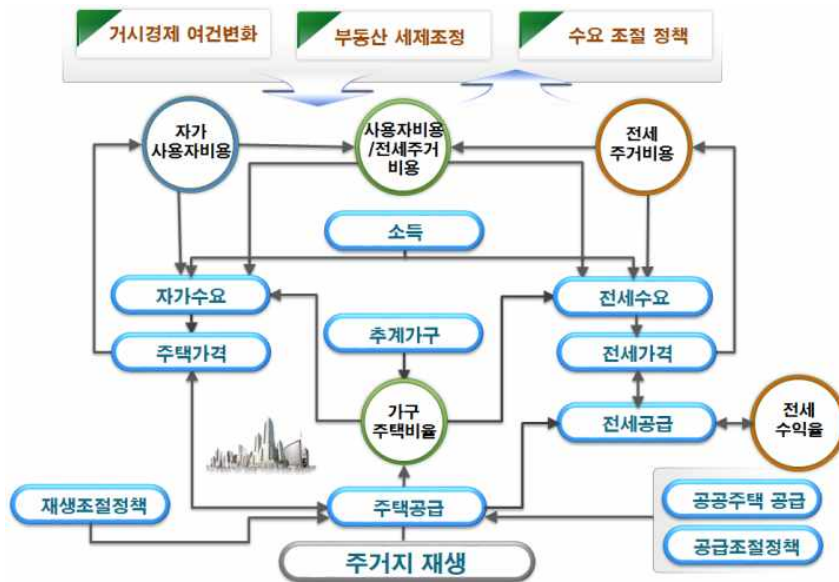 거시경제 여건변화
부동산 세제조정
수요 조절 정책
자가
사용자비용
사용자비용
/전세주거
비용
전세
주거비용
소득
자가수요
전세수요
주택가격
추계가구
전세가격
가구
주택비율
전세공급
전세
수익율
재생조절정책
주택공급
공공주택 공급
공급조절정책
주거지 재생